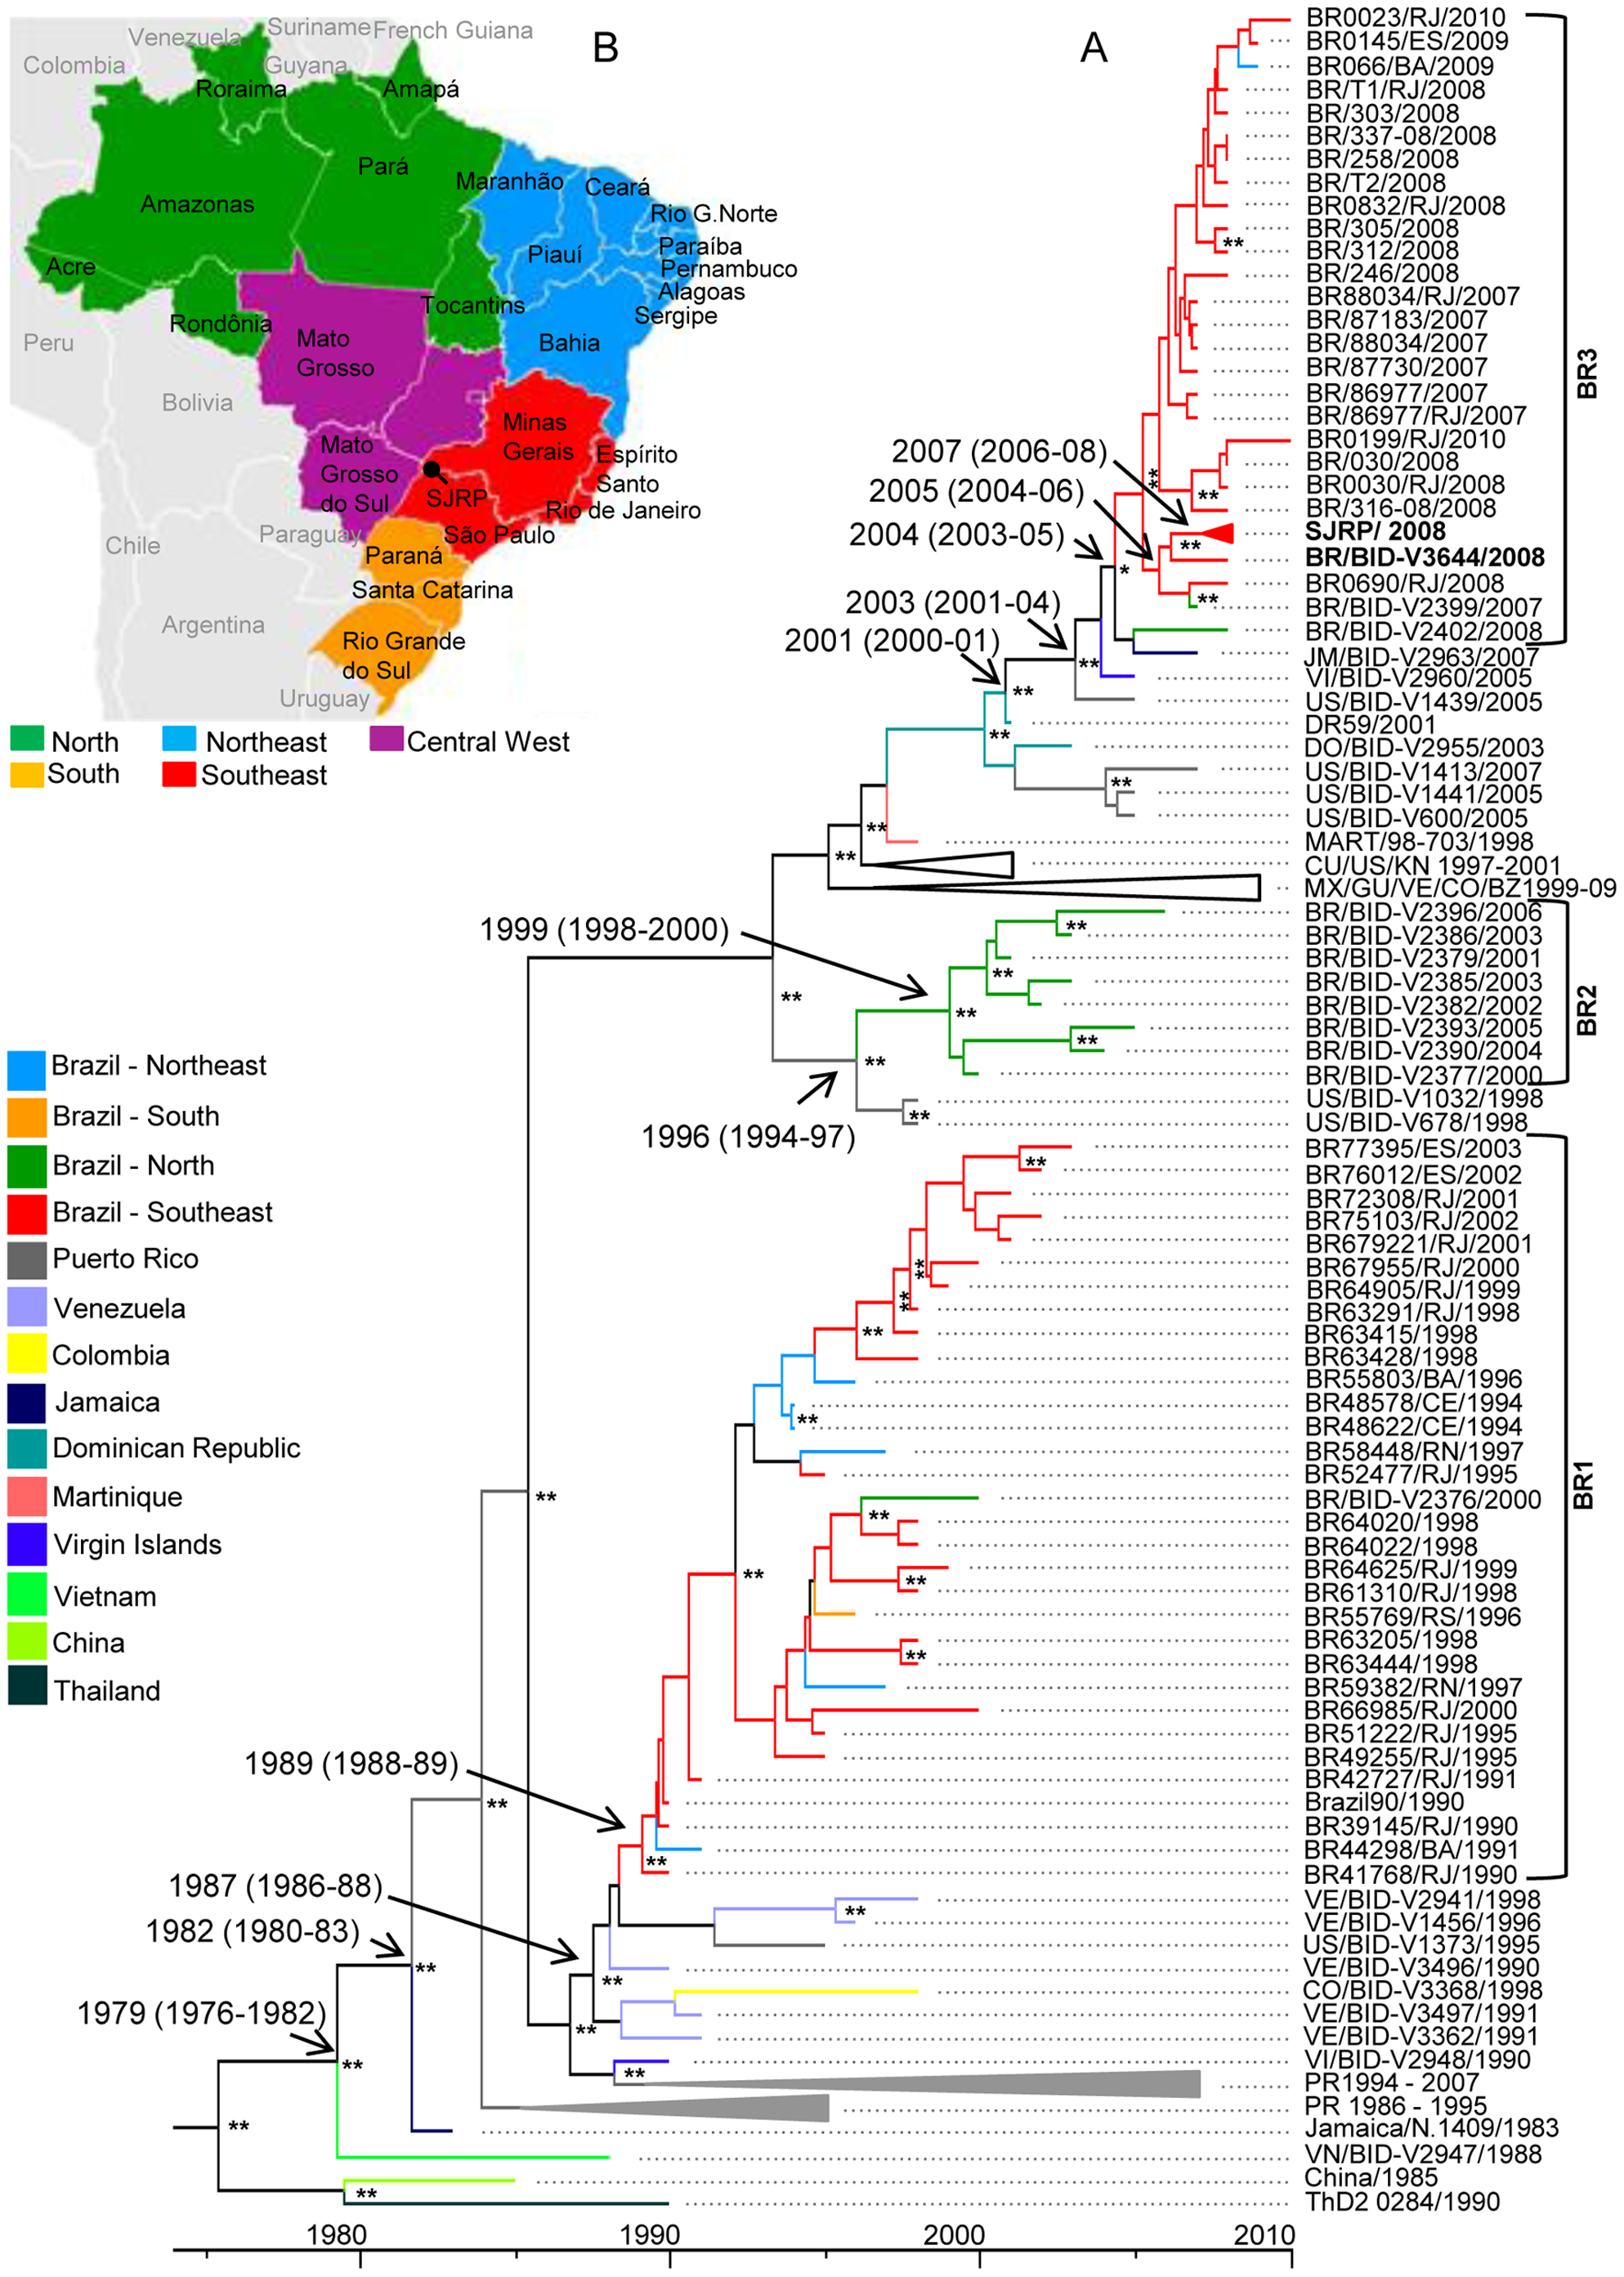 B
A
Venezuela
Suriname
French Guiana
Colombia
Guyana
Roraima
Amapá
Pará
Maranhão
Ceará
Amazonas
Rio G.Norte
Piauí
Paraíba
Acre
Pernambuco
Alagoas
Tocantins
Sergipe
Rondônia
Mato
Grosso
Bahia
Peru
Bolivia
Minas
Gerais
Mato
Grosso
do Sul
Espírito
Santo
SJRP
Rio de Janeiro
São Paulo
Paraguay
Chile
Paraná
Santa Catarina
Argentina
Rio Grande
do Sul
Uruguay
North
Northeast
Central West
South
Southeast
Brazil - Northeast
Brazil - South
Brazil - North
Brazil - Southeast
Puerto Rico
Venezuela
Colombia
Jamaica
Dominican Republic
Martinique
Virgin Islands
Vietnam
China
Thailand
2007 (2006-08)
2005 (2004-06)
2004 (2003-05)
2003 (2001-04)
2001 (2000-01)
1999 (1998-2000)
1996 (1994-97)
1989 (1988-89)
1987 (1986-88)
1982 (1980-83)
1979 (1976-1982)
BR0023/RJ/2010
BR0145/ES/2009
BR066/BA/2009
BR/T1/RJ/2008
BR/303/2008
BR/337-08/2008
BR/258/2008
BR/T2/2008
BR0832/RJ/2008
BR/305/2008
BR/312/2008
**
BR/246/2008
BR88034/RJ/2007
BR/87183/2007
BR/88034/2007
BR/87730/2007
BR/86977/2007
BR/86977/RJ/2007
BR0199/RJ/2010
BR/030/2008
**
BR0030/RJ/2008
**
BR/316-08/2008
SJRP/ 2008
**
BR/BID-V3644/2008
*
BR0690/RJ/2008
BR/BID-V2399/2007
**
BR/BID-V2402/2008
BR3
JM/BID-V2963/2007
**
VI/BID-V2960/2005
US/BID-V1439/2005
**
DR59/2001
**
DO/BID-V2955/2003
US/BID-V1413/2007
**
US/BID-V1441/2005
US/BID-V600/2005
**
MART/98-703/1998
**
CU/US/KN 1997-2001
MX/GU/VE/CO/BZ1999-09
BR/BID-V2396/2006
**
BR/BID-V2386/2003
BR/BID-V2379/2001
**
BR/BID-V2385/2003
**
BR/BID-V2382/2002
**
BR/BID-V2393/2005
**
BR/BID-V2390/2004
**
BR/BID-V2377/2000
BR2
US/BID-V1032/1998
**
US/BID-V678/1998
BR77395/ES/2003
**
BR76012/ES/2002
BR72308/RJ/2001
BR75103/RJ/2002
BR679221/RJ/2001
**
BR67955/RJ/2000
BR64905/RJ/1999
**
BR63291/RJ/1998
**
BR63415/1998
BR63428/1998
BR55803/BA/1996
BR48578/CE/1994
**
BR48622/CE/1994
BR58448/RN/1997
BR52477/RJ/1995
**
BR/BID-V2376/2000
**
BR64020/1998
BR64022/1998
**
BR64625/RJ/1999
**
BR61310/RJ/1998
BR55769/RS/1996
BR63205/1998
**
BR63444/1998
BR59382/RN/1997
BR66985/RJ/2000
BR51222/RJ/1995
BR49255/RJ/1995
BR42727/RJ/1991
Brazil90/1990
**
BR39145/RJ/1990
BR44298/BA/1991
**
BR41768/RJ/1990
BR1
VE/BID-V2941/1998
**
VE/BID-V1456/1996
US/BID-V1373/1995
VE/BID-V3496/1990
**
**
CO/BID-V3368/1998
VE/BID-V3497/1991
**
VE/BID-V3362/1991
VI/BID-V2948/1990
**
**
PR1994 - 2007
PR 1986 - 1995
**
Jamaica/N.1409/1983
VN/BID-V2947/1988
China/1985
**
ThD2 0284/1990
1980
1990
2000
2010